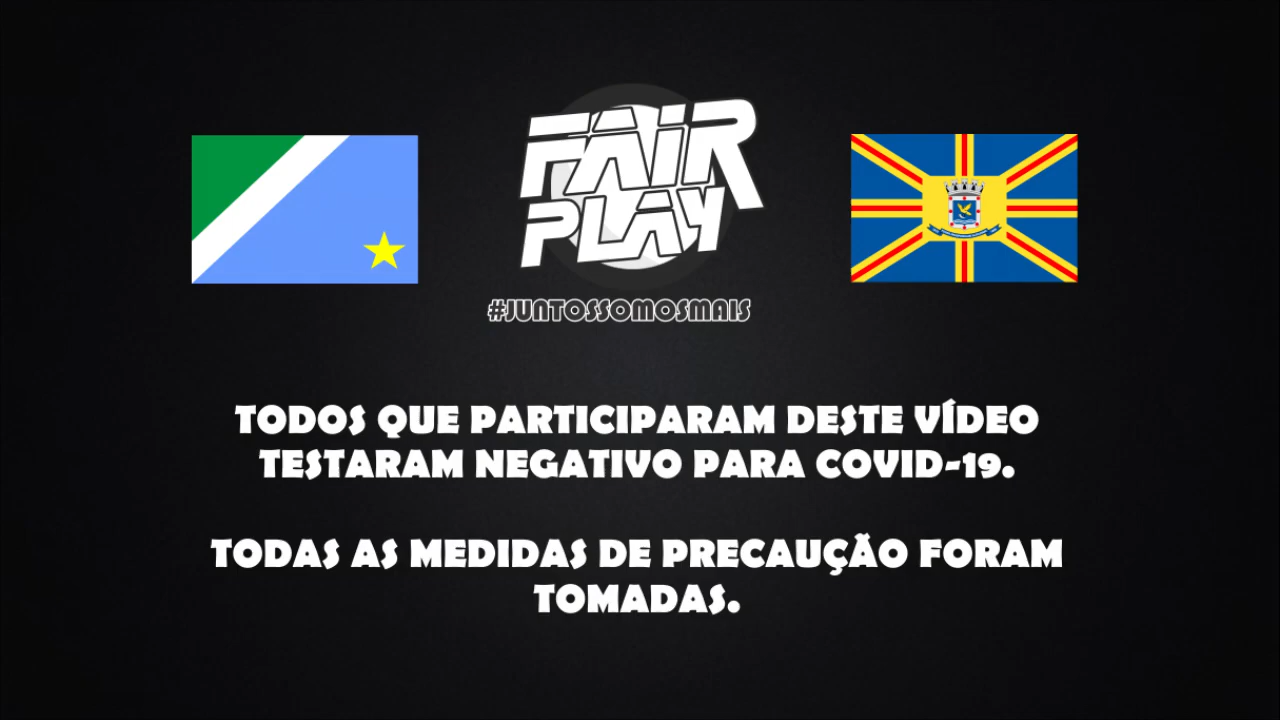 FAIR
PLAY
#JUNTOSSOMOSMAIS
TODOS QUE PARTICIPARAM DESTE VÍDEO
TESTARAM NEGATIVO PARA COVID-19.
TODAS AS MEDIDAS DE PRECAUÇÃO FORAM
TOMADAS.